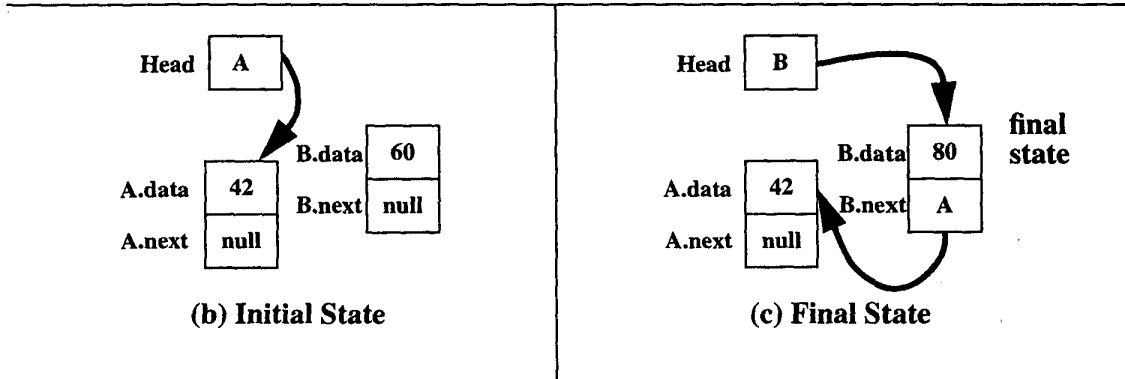 Head A
B.data 60
A.data 42
B.next null
A.next null
(b) Initial State
Head B
final
state
B.data 80
A.data 42
B.next A
A.next null
(c) Final State